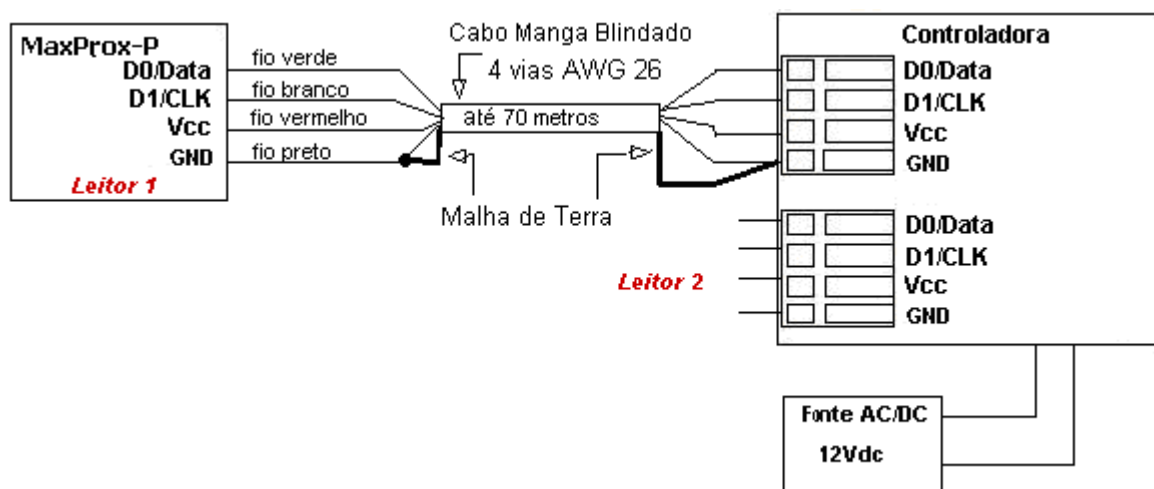 MaxProx-P
D0/Data
D1/CLK
Vcc
GND
Leitor 1
fio verde
fio branco
fio vermelho
fio preto
Cabo Manga Blindado
4 vias AWG 26
até 70 metros
Malha de Terra
Controladora
D0/Data
D1/CLK
Vcc
GND
Leitor 2
D0/Data
D1/CLK
Vcc
GND
Fonte AC/DC
12Vdc